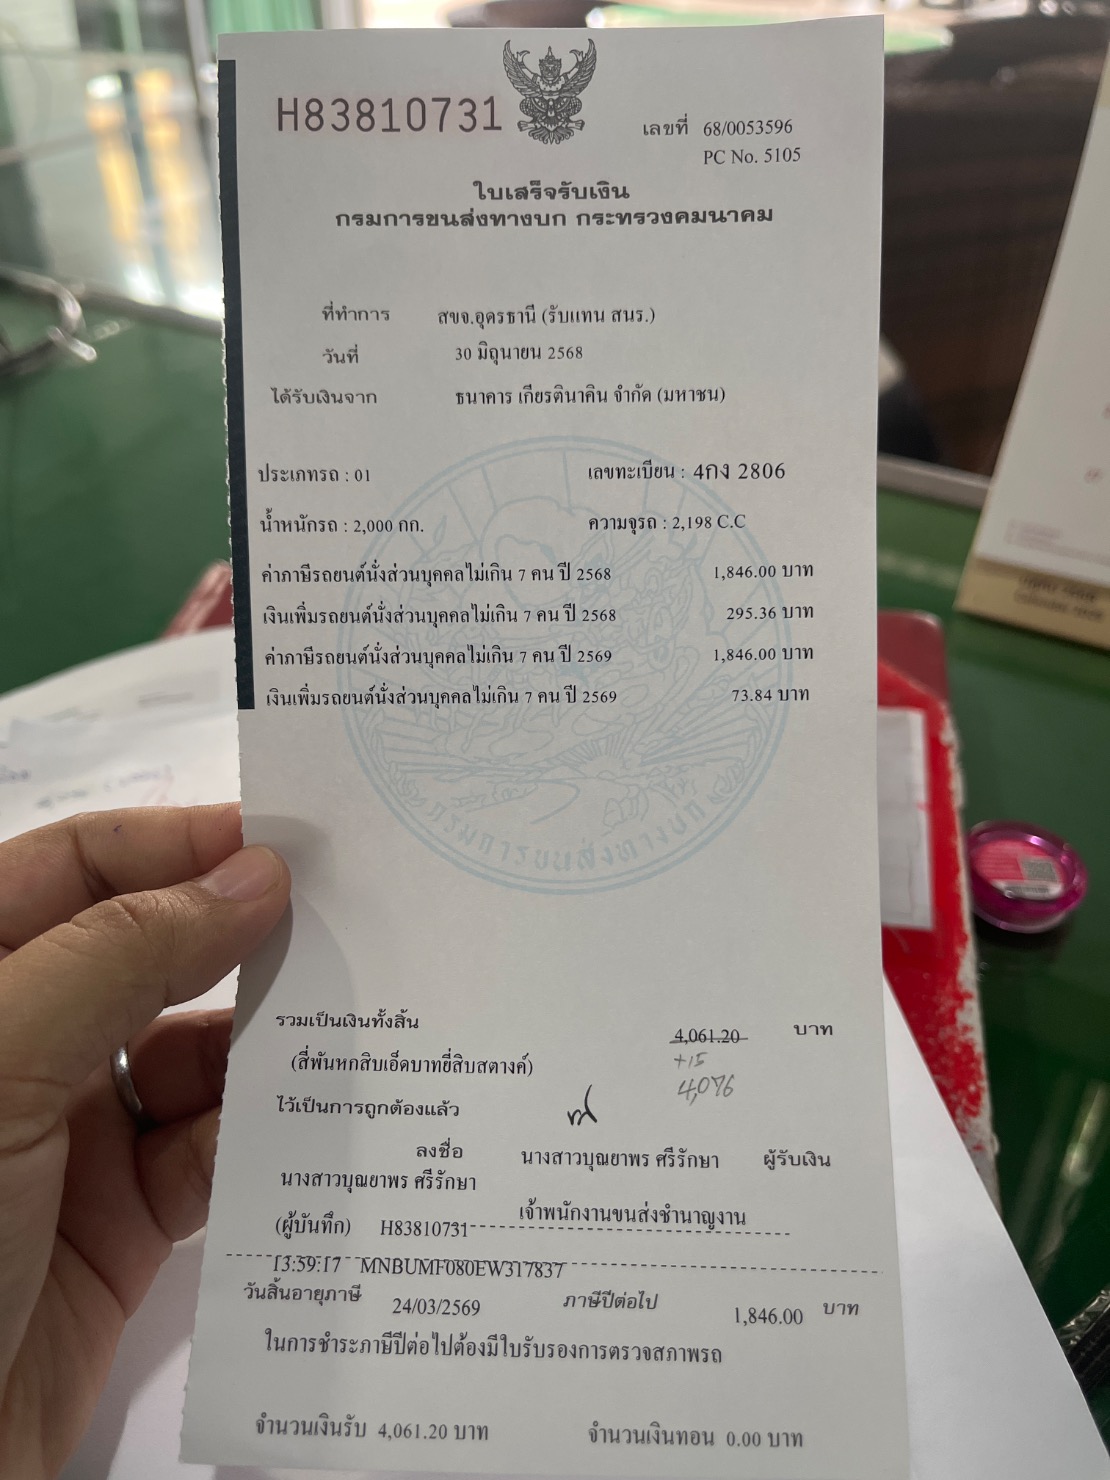 H83810731
เลขที่ 68/0053596
PC No. 5105
ใบเสร็จรับเงิน
กรมการขนส่งทางบก กระทรวงคมนาคม
ที่ทำการ สขจ.อุดรธานี (รับแทน สนร.)
วันที่ 30 มิถุนายน 2568
ได้รับเงินจาก ธนาคาร เกียรตินาคิน จำกัด (มหาชน)
ประเภทรถ : 01 เลขทะเบียน : 4กง 2806
น้ำหนักรถ : 2,000 กก. ความจุรถ : 2,198 C.C
ค่าภาษีรถยนต์นั่งส่วนบุคคลไม่เกิน 7 คน ปี 2568 1,846.00 บาท
เงินเพิ่มรถยนต์นั่งส่วนบุคคลไม่เกิน 7 คน ปี 2568 295.36 บาท
ค่าภาษีรถยนต์นั่งส่วนบุคคลไม่เกิน 7 คน ปี 2569 1,846.00 บาท
เงินเพิ่มรถยนต์นั่งส่วนบุคคลไม่เกิน 7 คน ปี 2569 73.84 บาท
กรมการขนส่งทางบก
รวมเป็นเงินทั้งสิ้น 4,061.20 บาท
(สี่พันหกสิบเอ็ดบาทยี่สิบสตางค์) +15
4,076
ไว้เป็นการถูกต้องแล้ว
ลงชื่อ นางสาวบุณยาพร ศรีรักษา ผู้รับเงิน
นางสาวบุณยาพร ศรีรักษา
เจ้าพนักงานขนส่งชำนาญงาน
(ผู้บันทึก) H83810731
13:59:17 MNBUMF080EW317837
วันสิ้นอายุภาษี 24/03/2569 ภาษีปีต่อไป 1,846.00 บาท
ในการชำระภาษีปีต่อไปต้องมีใบรับรองการตรวจสภาพรถ
จำนวนเงินรับ 4,061.20 บาท จำนวนเงินทอน 0.00 บาท